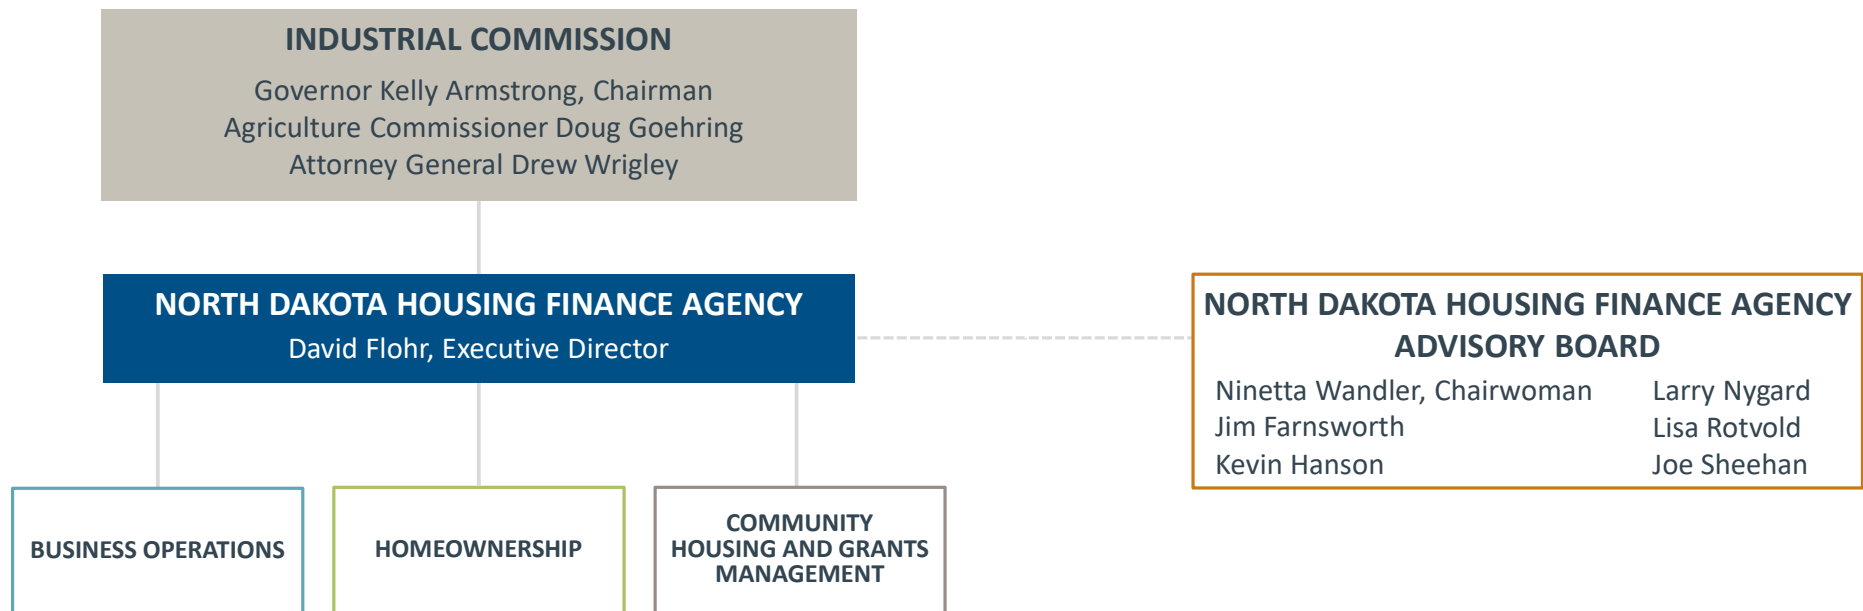 INDUSTRIAL COMMISSION
Governor Kelly Armstrong, Chairman
Agriculture Commissioner Doug Goehring
Attorney General Drew Wrigley
NORTH DAKOTA HOUSING FINANCE AGENCY
David Flohr, Executive Director
NORTH DAKOTA HOUSING FINANCE AGENCY
ADVISORY BOARD
Ninetta Wandler, Chairwoman
Jim Farnsworth
Kevin Hanson
Larry Nygard
Lisa Rotvold
Joe Sheehan
BUSINESS OPERATIONS
HOMEOWNERSHIP
COMMUNITY
HOUSING AND GRANTS
MANAGEMENT